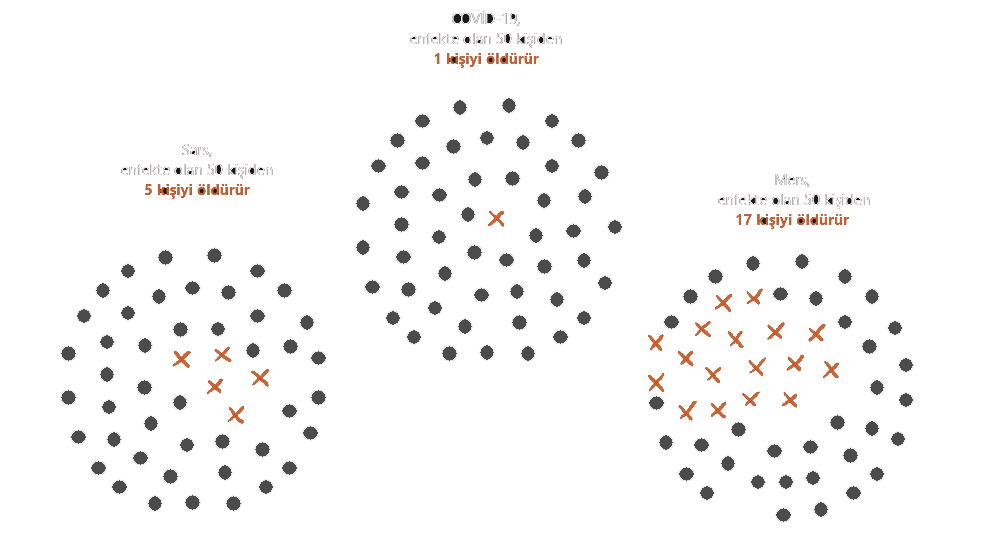 COVID-19,
enfekte olan 50 kişiden
1 kişiyi öldürür
Sars,
enfekte olan 50 kişiden
5 kişiyi öldürür
Mers,
enfekte olan 50 kişiden
17 kişiyi öldürür